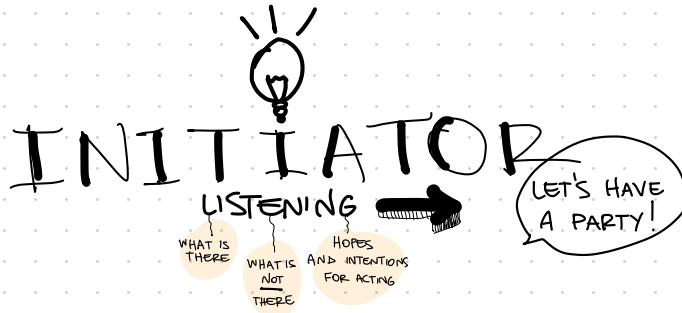 INITIATOR
LISTENING
LET'S HAVE
A PARTY!
WHAT IS
THERE
WHAT IS
NOT
THERE
HOPES
AND INTENTIONS
FOR ACTING